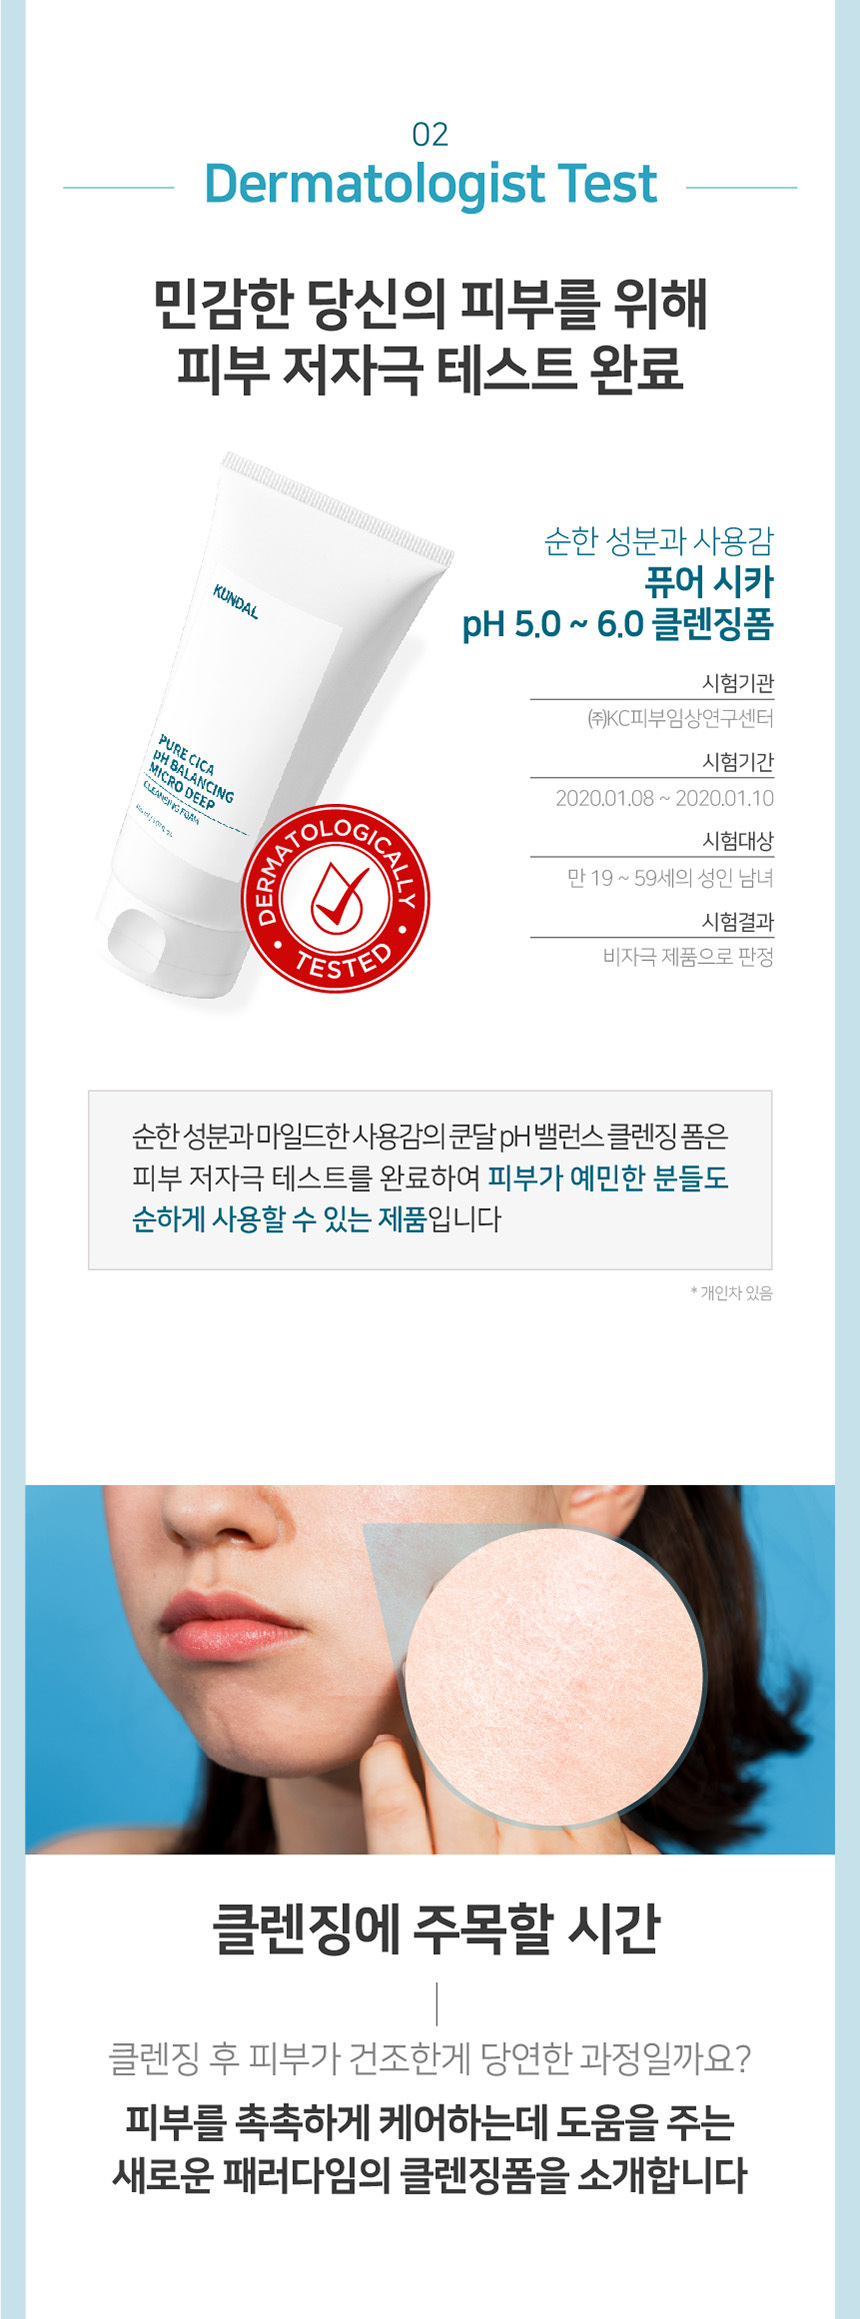 02
Dermatologist Test
민감한 당신의 피부를 위해
피부 저자극 테스트 완료
순한 성분과 사용감
퓨어 시카
pH 5.0 ~ 6.0 클렌징폼
시험기관
㈜KC피부임상연구센터
시험기간
2020.01.08 ~ 2020.01.10
시험대상
만 19 ~ 59세의 성인 남녀
시험결과
비자극 제품으로 판정
KUNDAL
PURE CICA
pH BALANCING
MICRO DEEP
CLEANSING FOAM
DERMATOLOGICALLY
• TESTED •
순한 성분과 마일드한 사용감의 쿤달 pH 밸런스 클렌징 폼은
피부 저자극 테스트를 완료하여 피부가 예민한 분들도
순하게 사용할 수 있는 제품입니다
* 개인차 있음
클렌징에 주목할 시간
클렌징 후 피부가 건조한게 당연한 과정일까요?
피부를 촉촉하게 케어하는데 도움을 주는
새로운 패러다임의 클렌징폼을 소개합니다